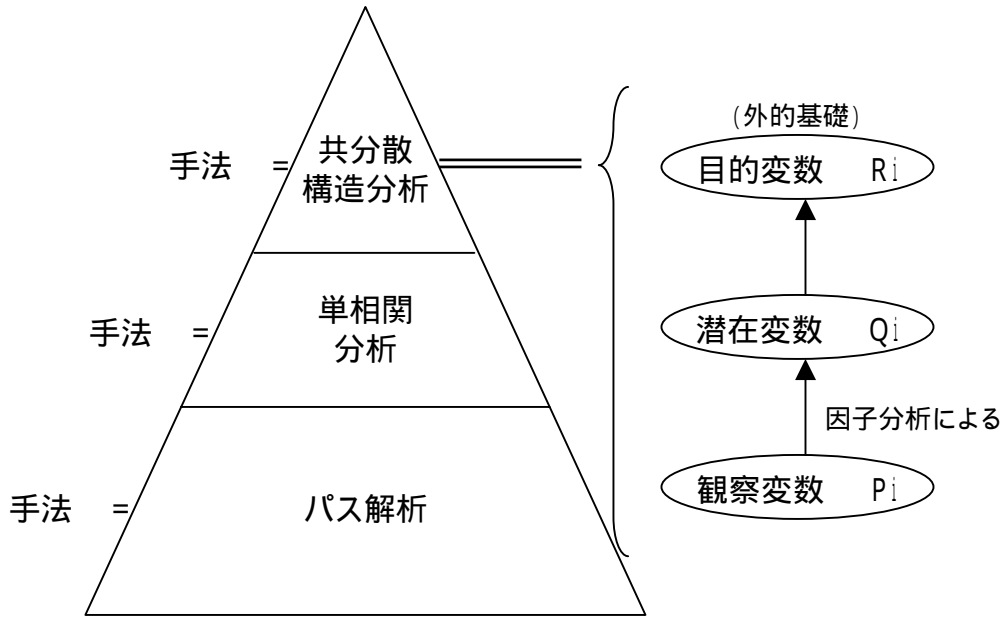 手法 =
共分散
構造分析
手法 =
単相関
分析
手法 =
パス解析
(外的基礎)
目的変数 Ri
潜在変数 Qi
因子分析による
観察変数 Pi